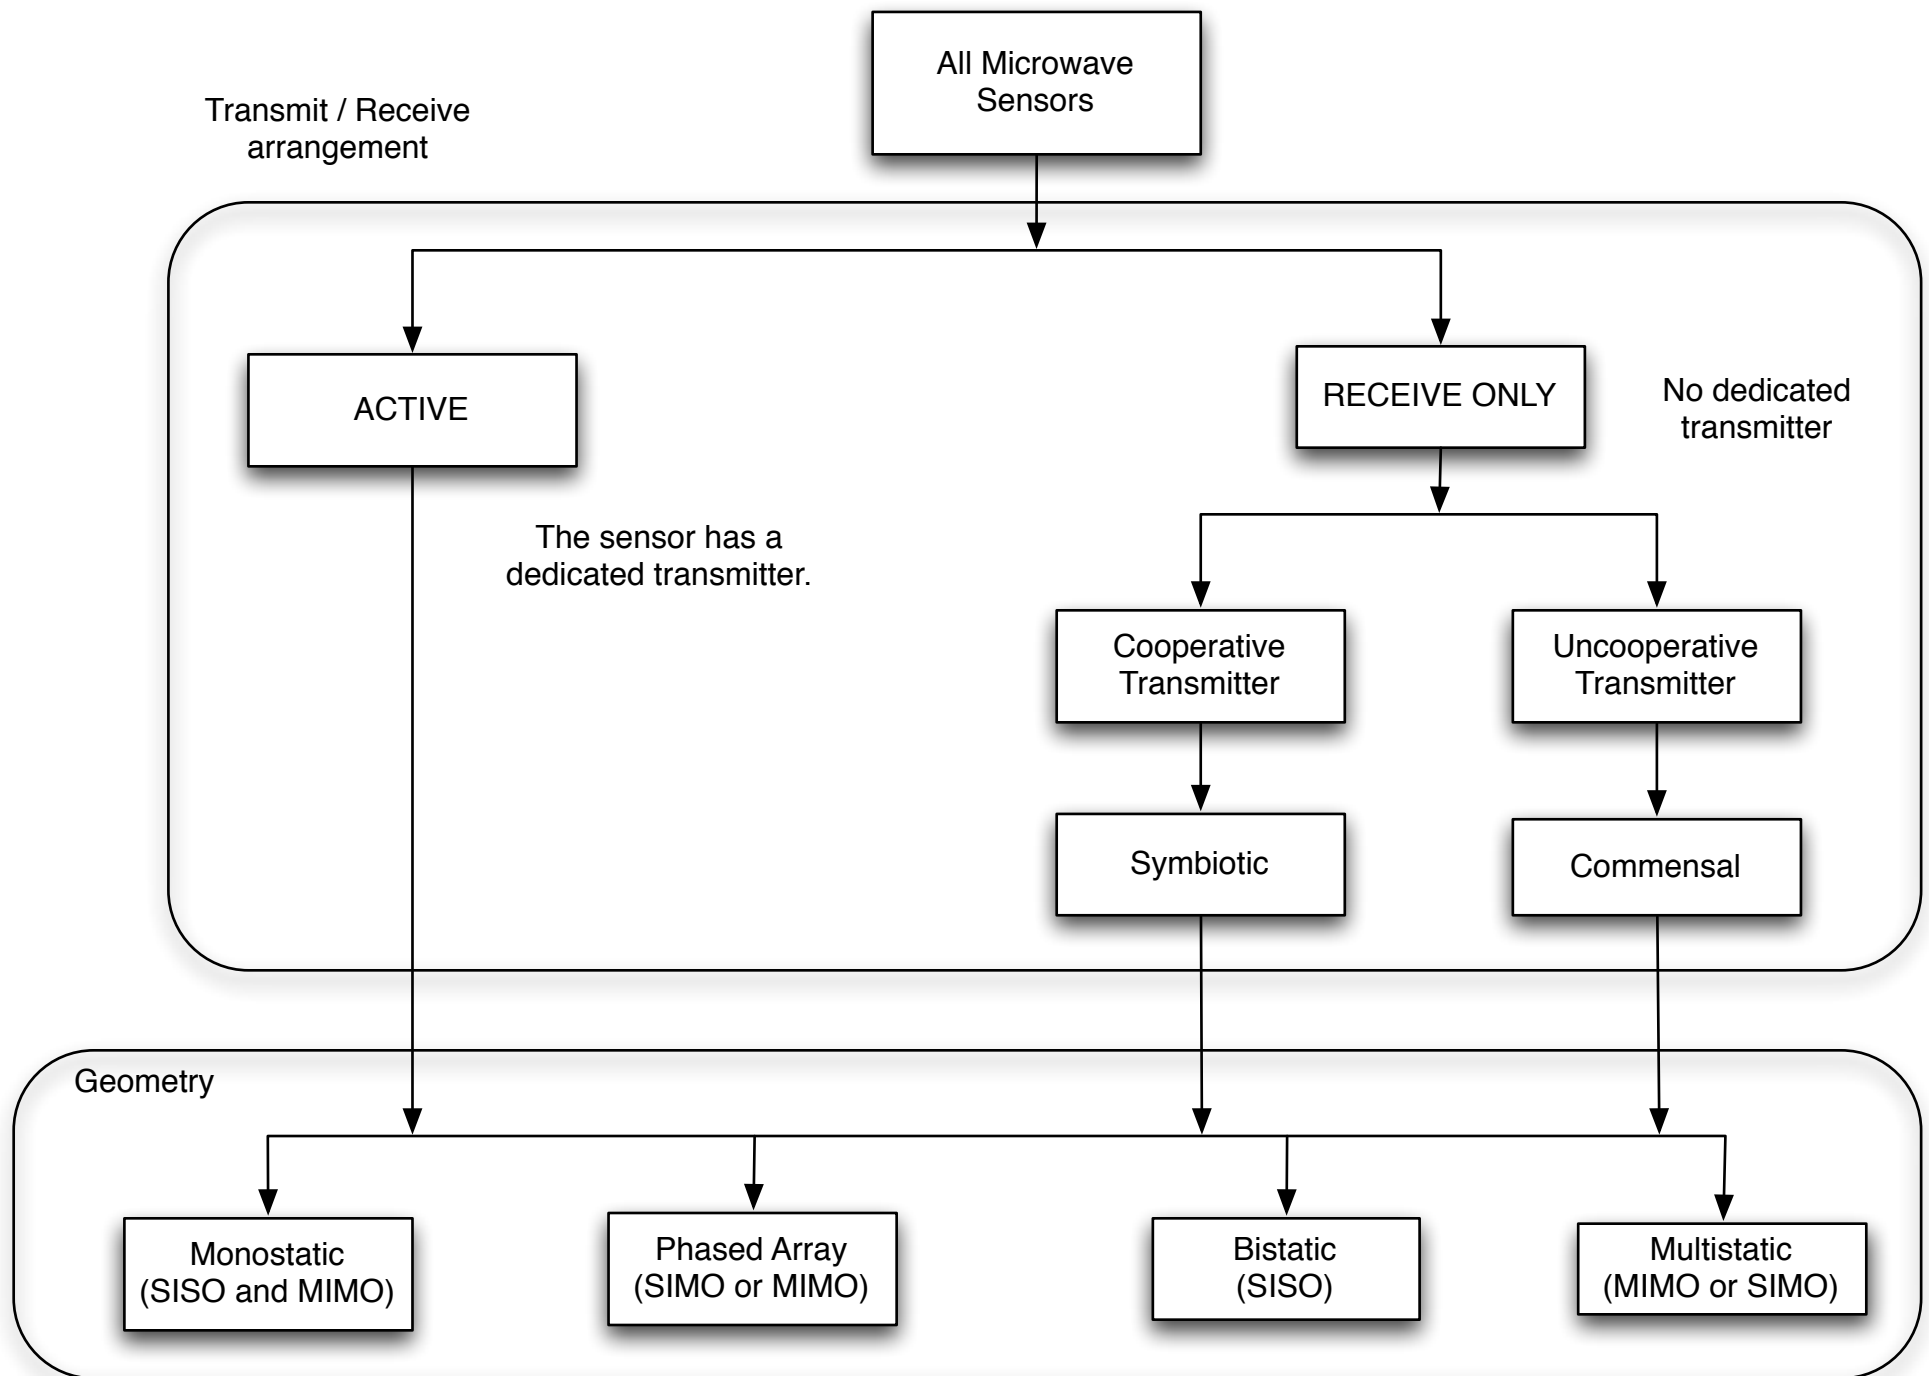 All Microwave
Sensors
Transmit / Receive
arrangement
ACTIVE
RECEIVE ONLY
No dedicated
transmitter
The sensor has a
dedicated transmitter.
Cooperative
Transmitter
Uncooperative
Transmitter
Symbiotic
Commensal
Geometry
Monostatic
(SISO and MIMO)
Phased Array
(SIMO or MIMO)
Bistatic
(SISO)
Multistatic
(MIMO or SIMO)